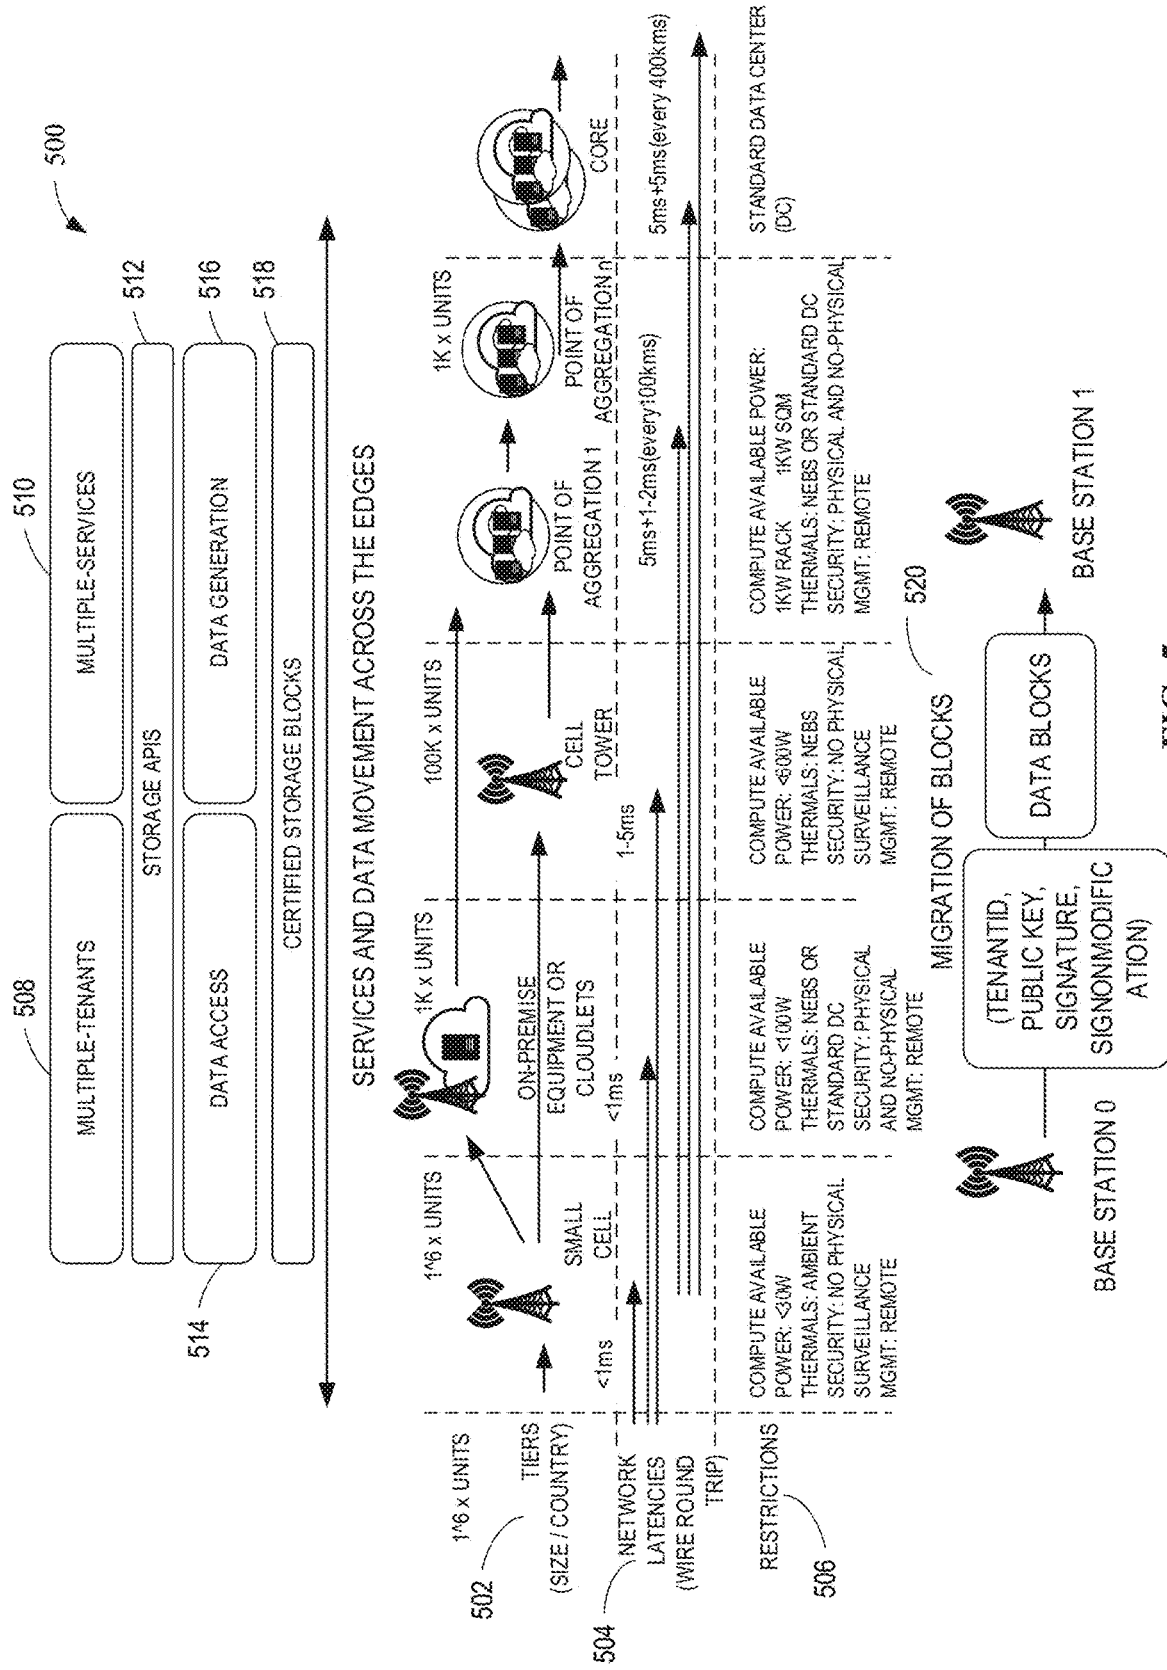 500
508
510
MULTIPLE-TENANTS
MULTIPLE-SERVICES
STORAGE APIS
512
DATA ACCESS
DATA GENERATION
514
516
CERTIFIED STORAGE BLOCKS
518
SERVICES AND DATA MOVEMENT ACROSS THE EDGES
1^6 x UNITS
1^6 x UNITS
1K x UNITS
100K x UNITS
1K x UNITS
502
TIERS
(SIZE / COUNTRY)
SMALL
CELL
ON-PREMISE
EQUIPMENT OR
CLOUDLETS
CELL
TOWER
POINT OF
AGGREGATION 1
POINT OF
AGGREGATION n
CORE
504
NETWORK
LATENCIES
(WIRE ROUND
TRIP)
<1ms
<1ms
1-5ms
5ms+1-2ms(every100kms)
5ms+5ms(every 400kms)
RESTRICTIONS
506
COMPUTE AVAILABLE
POWER: <30W
THERMALS: AMBIENT
SECURITY: NO PHYSICAL
SURVEILLANCE
MGMT: REMOTE
COMPUTE AVAILABLE
POWER: <100W
THERMALS: NEBS OR
STANDARD DC
SECURITY: PHYSICAL
AND NO-PHYSICAL
MGMT: REMOTE
COMPUTE AVAILABLE
POWER: <600W
THERMALS: NEBS
SECURITY: NO PHYSICAL
SURVEILLANCE
MGMT: REMOTE
COMPUTE AVAILABLE POWER:
1KW RACK 1KW SQM
THERMALS: NEBS OR STANDARD DC
SECURITY: PHYSICAL AND NO-PHYSICAL
MGMT: REMOTE
STANDARD DATA CENTER
(DC)
MIGRATION OF BLOCKS
520
BASE STATION 0
(TENANTID,
PUBLIC KEY,
SIGNATURE,
SIGNONMODIFIC
ATION)
DATA BLOCKS
BASE STATION 1